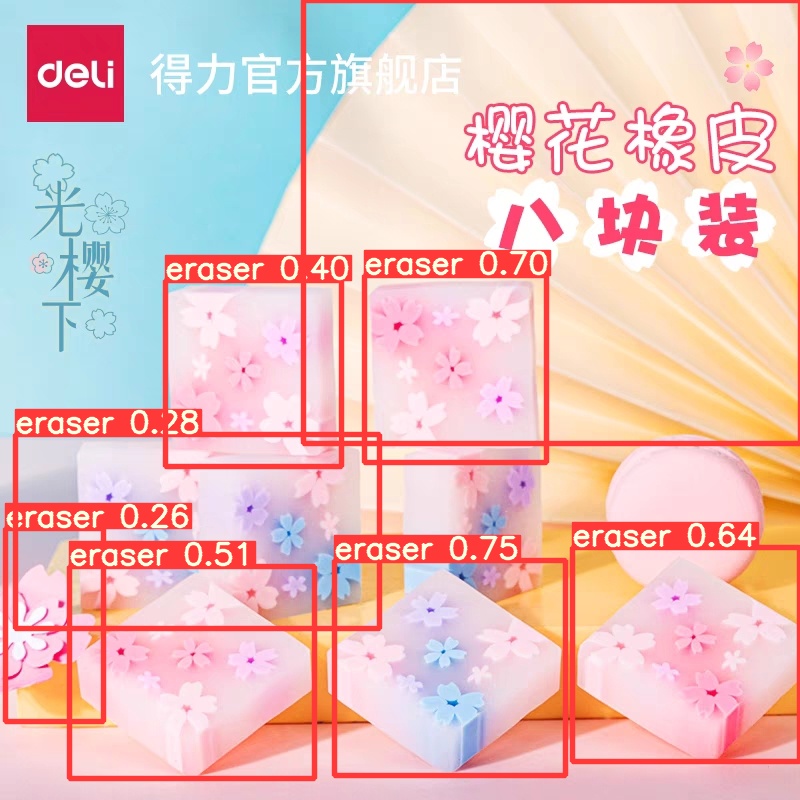 deli 得力官方旗舰店
樱花橡皮
八块装
光樱下
eraser 0.40
eraser 0.70
eraser 0.28
eraser 0.26
eraser 0.51
eraser 0.75
eraser 0.64